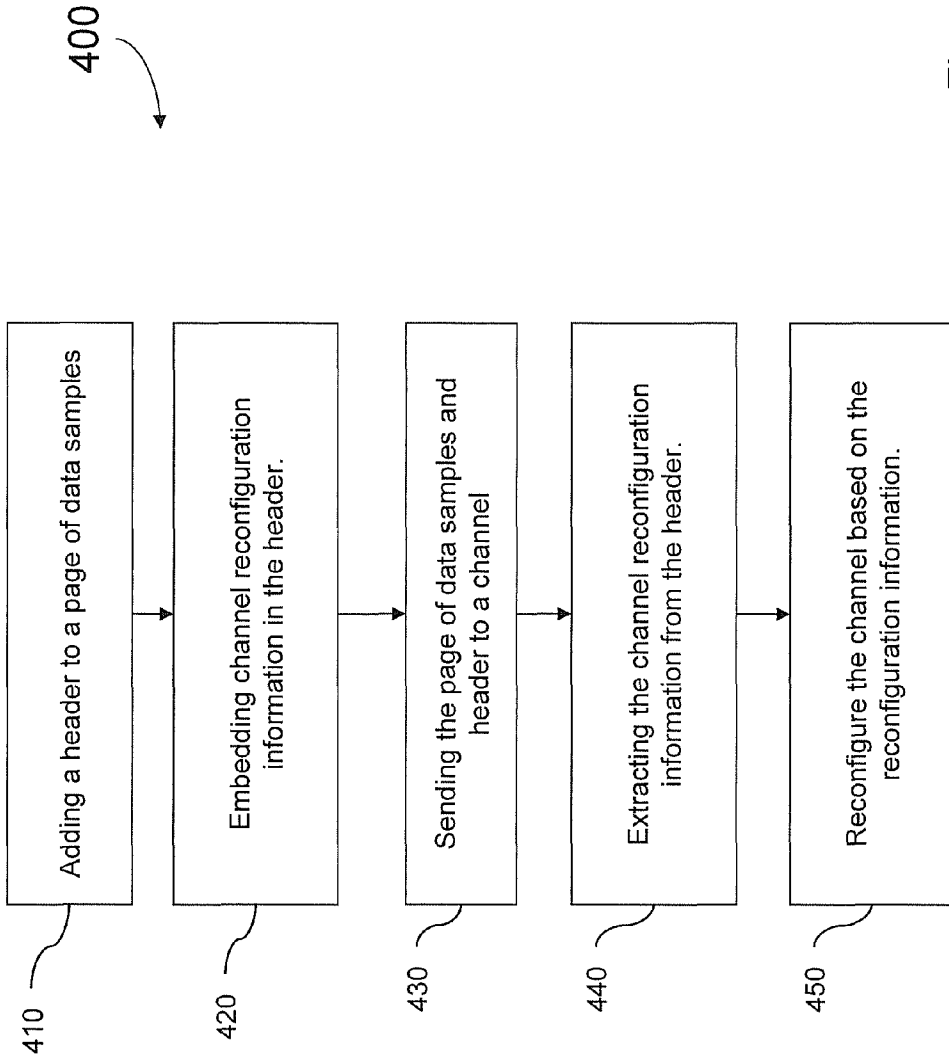 400
410
Adding a header to a page of data samples
420
Embedding channel reconfiguration
information in the header.
430
Sending the page of data samples and
header to a channel
440
Extracting the channel reconfiguration
information from the header.
450
Reconfigure the channel based on the
reconfiguration information.